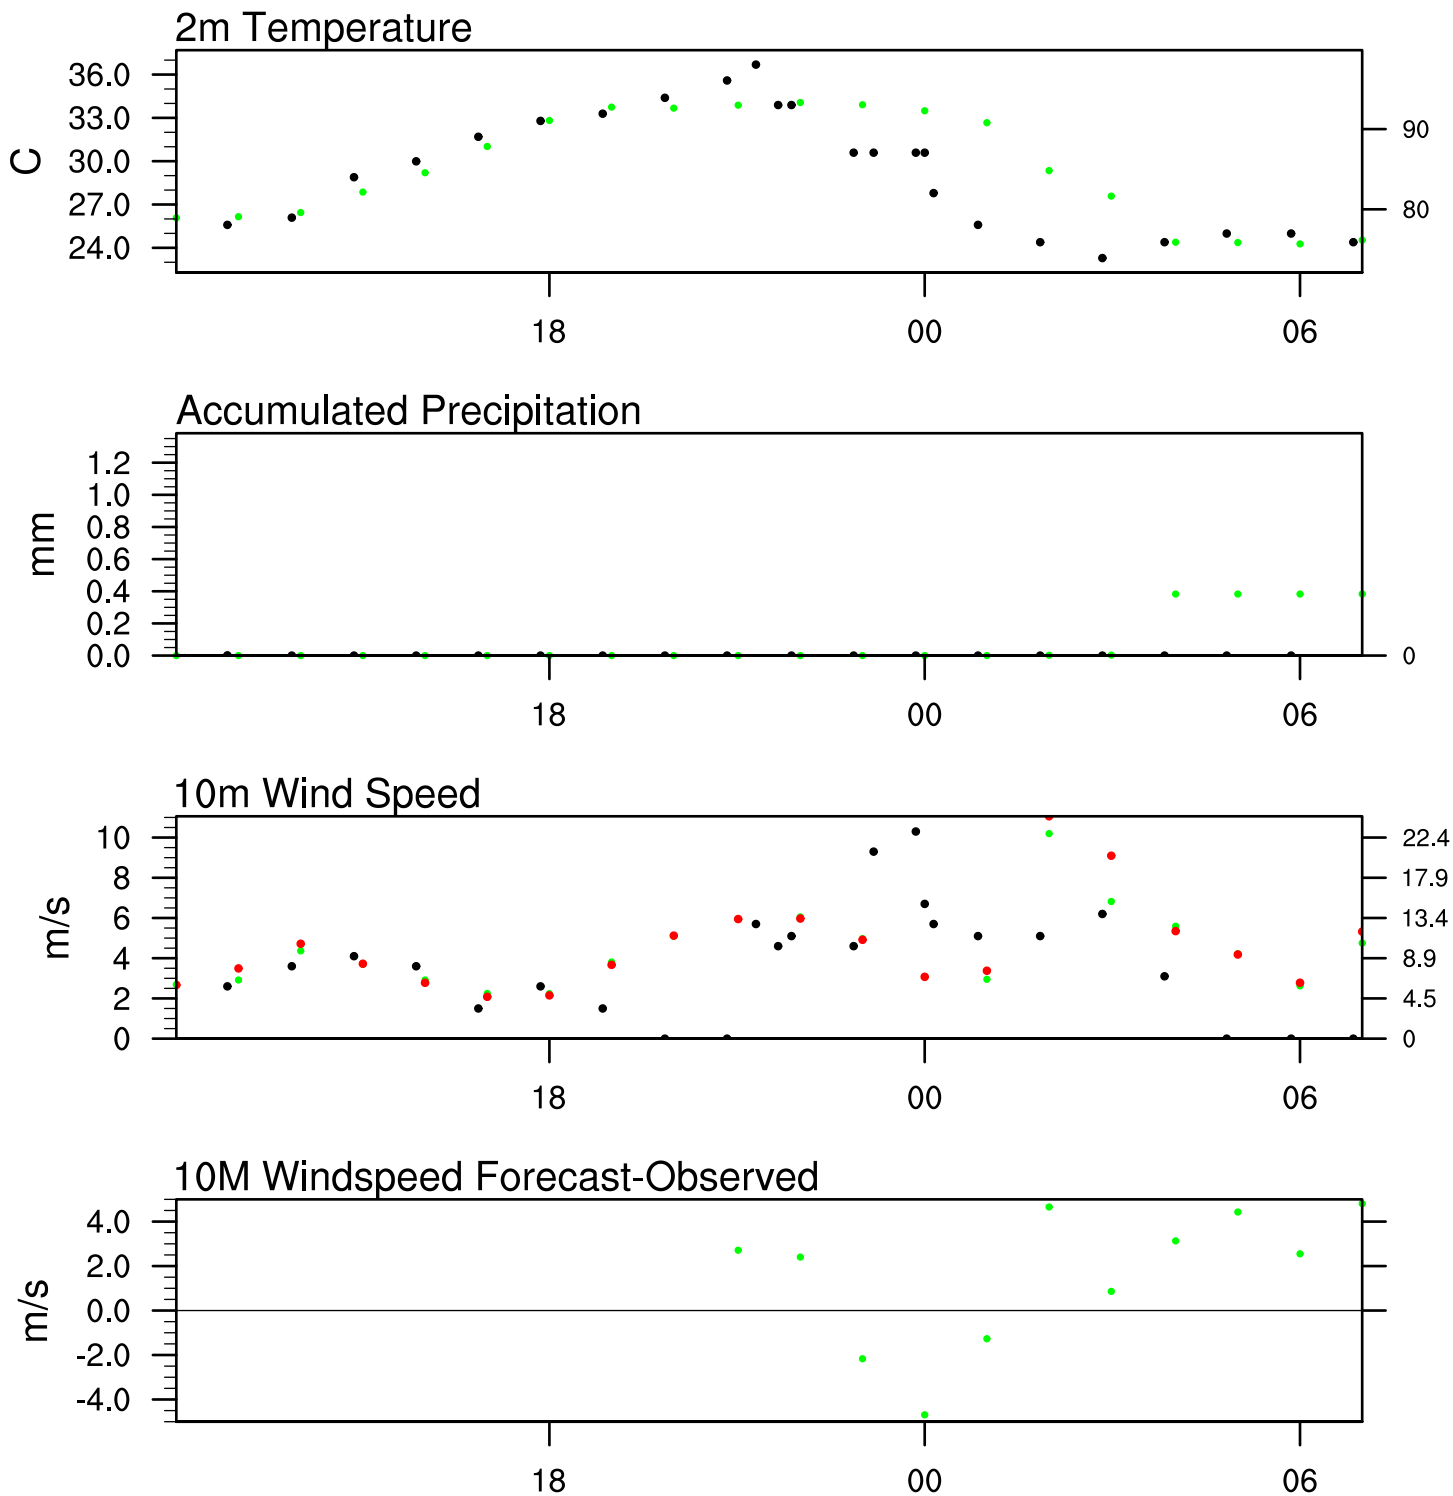 2m Temperature
36.0
33.0
30.0
27.0
24.0
C
90
80
18 00 06
Accumulated Precipitation
1.2
1.0
0.8
0.6
0.4
0.2
0.0
mm
0
18 00 06
10m Wind Speed
10
8
6
4
2
0
m/s
22.4
17.9
13.4
8.9
4.5
0
18 00 06
10M Windspeed Forecast-Observed
4.0
2.0
0.0
-2.0
-4.0
m/s
18 00 06